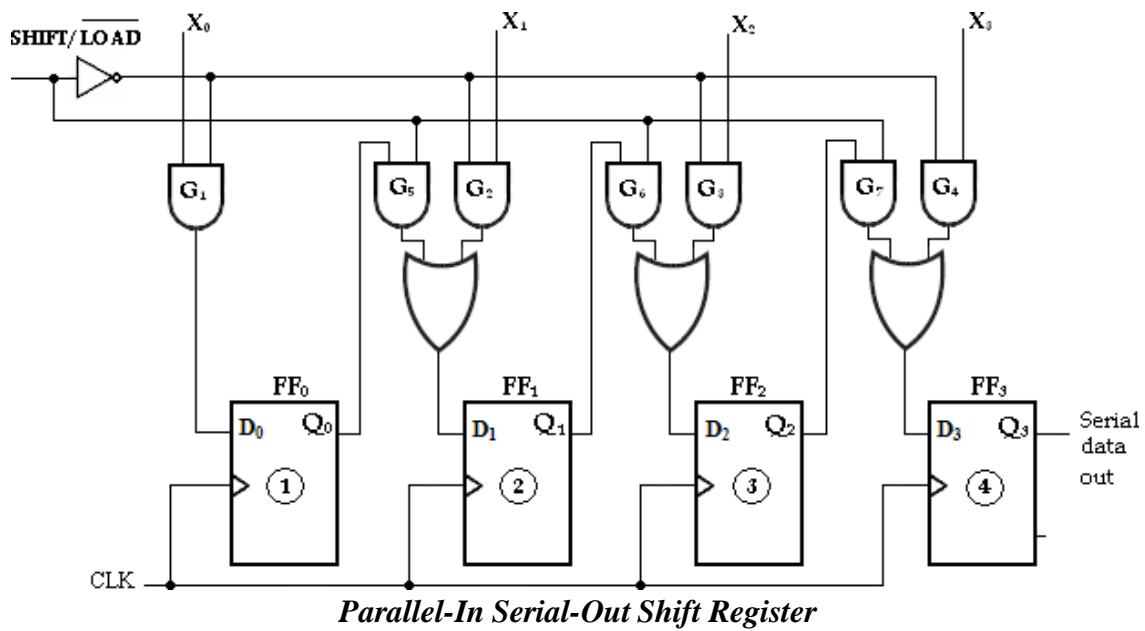 X₀ X₁ X₂ X₃
SHIFT/LOAD
G₁ G₅ G₂ G₆ G₃ G₇ G₄
FF₀ FF₁ FF₂ FF₃
D₀ Q₀ D₁ Q₁ D₂ Q₂ D₃ Q₃
Serial
data
out
1 2 3 4
CLK
Parallel-In Serial-Out Shift Register